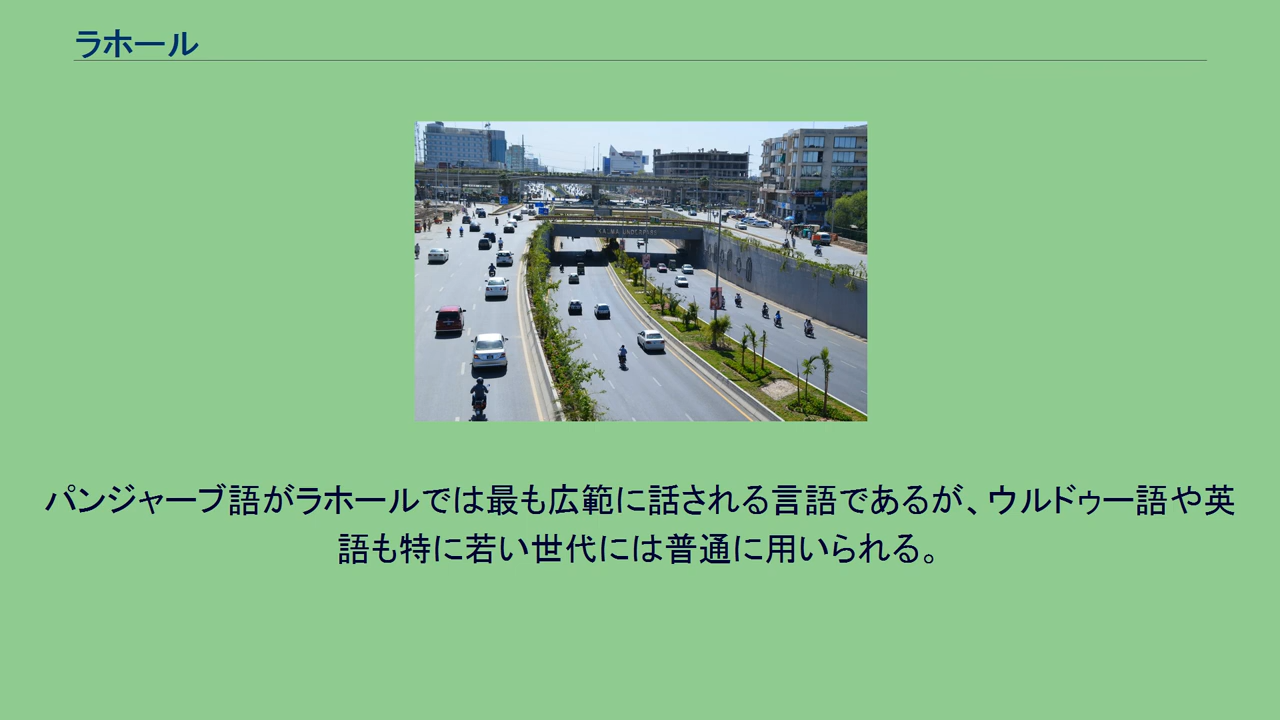 ラホール
KALMA UNDERPASS
パンジャーブ語がラホールでは最も広範に話される言語であるが、ウルドゥー語や英
語も特に若い世代には普通に用いられる。